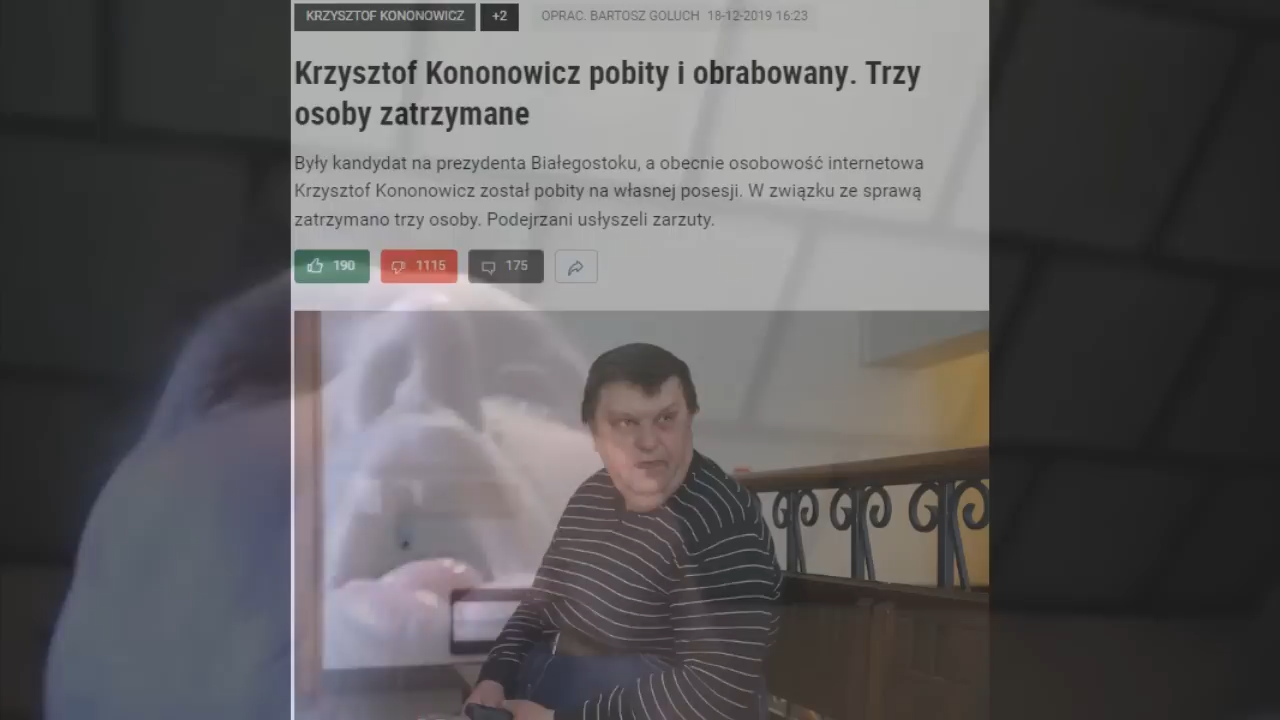 KRZYSZTOF KONONOWICZ +2 OPRAC. BARTOSZ GOLUCH 18-12-2019 16:23
Krzysztof Kononowicz pobity i obrabowany. Trzy
osoby zatrzymane
Były kandydat na prezydenta Białegostoku, a obecnie osobowość internetowa
Krzysztof Kononowicz został pobity na własnej posesji. W związku ze sprawą
zatrzymano trzy osoby. Podejrzani usłyszeli zarzuty.
190 1115 175